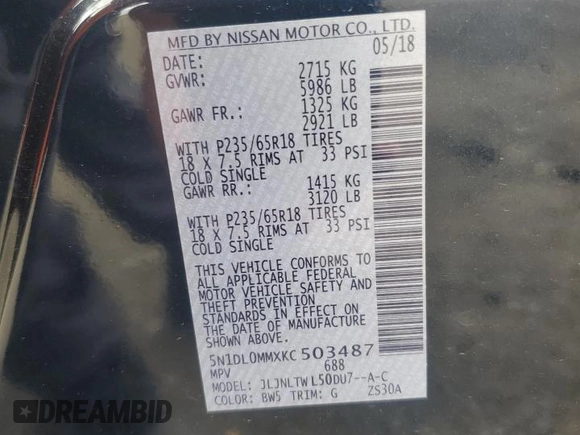 MFD BY NISSAN MOTOR CO., LTD.
DATE: 05/18
GVWR: 2715 KG
5986 LB
GAWR FR.: 1325 KG
2921 LB
WITH P235/65R18 TIRES
18 X 7.5 RIMS AT 33 PSI
COLD SINGLE
GAWR RR.: 1415 KG
3120 LB
WITH P235/65R18 TIRES
18 X 7.5 RIMS AT 33 PSI
COLD SINGLE
THIS VEHICLE CONFORMS TO
ALL APPLICABLE FEDERAL
MOTOR VEHICLE SAFETY AND
THEFT PREVENTION
STANDARDS IN EFFECT ON
THE DATE OF MANUFACTURE
SHOWN ABOVE.
5N1DL0MMXKC503487
MPV 688
MODEL: JLJNLTWL50DU7--A-C
COLOR: BW5 TRIM: G ZS30A
A BETTER BID